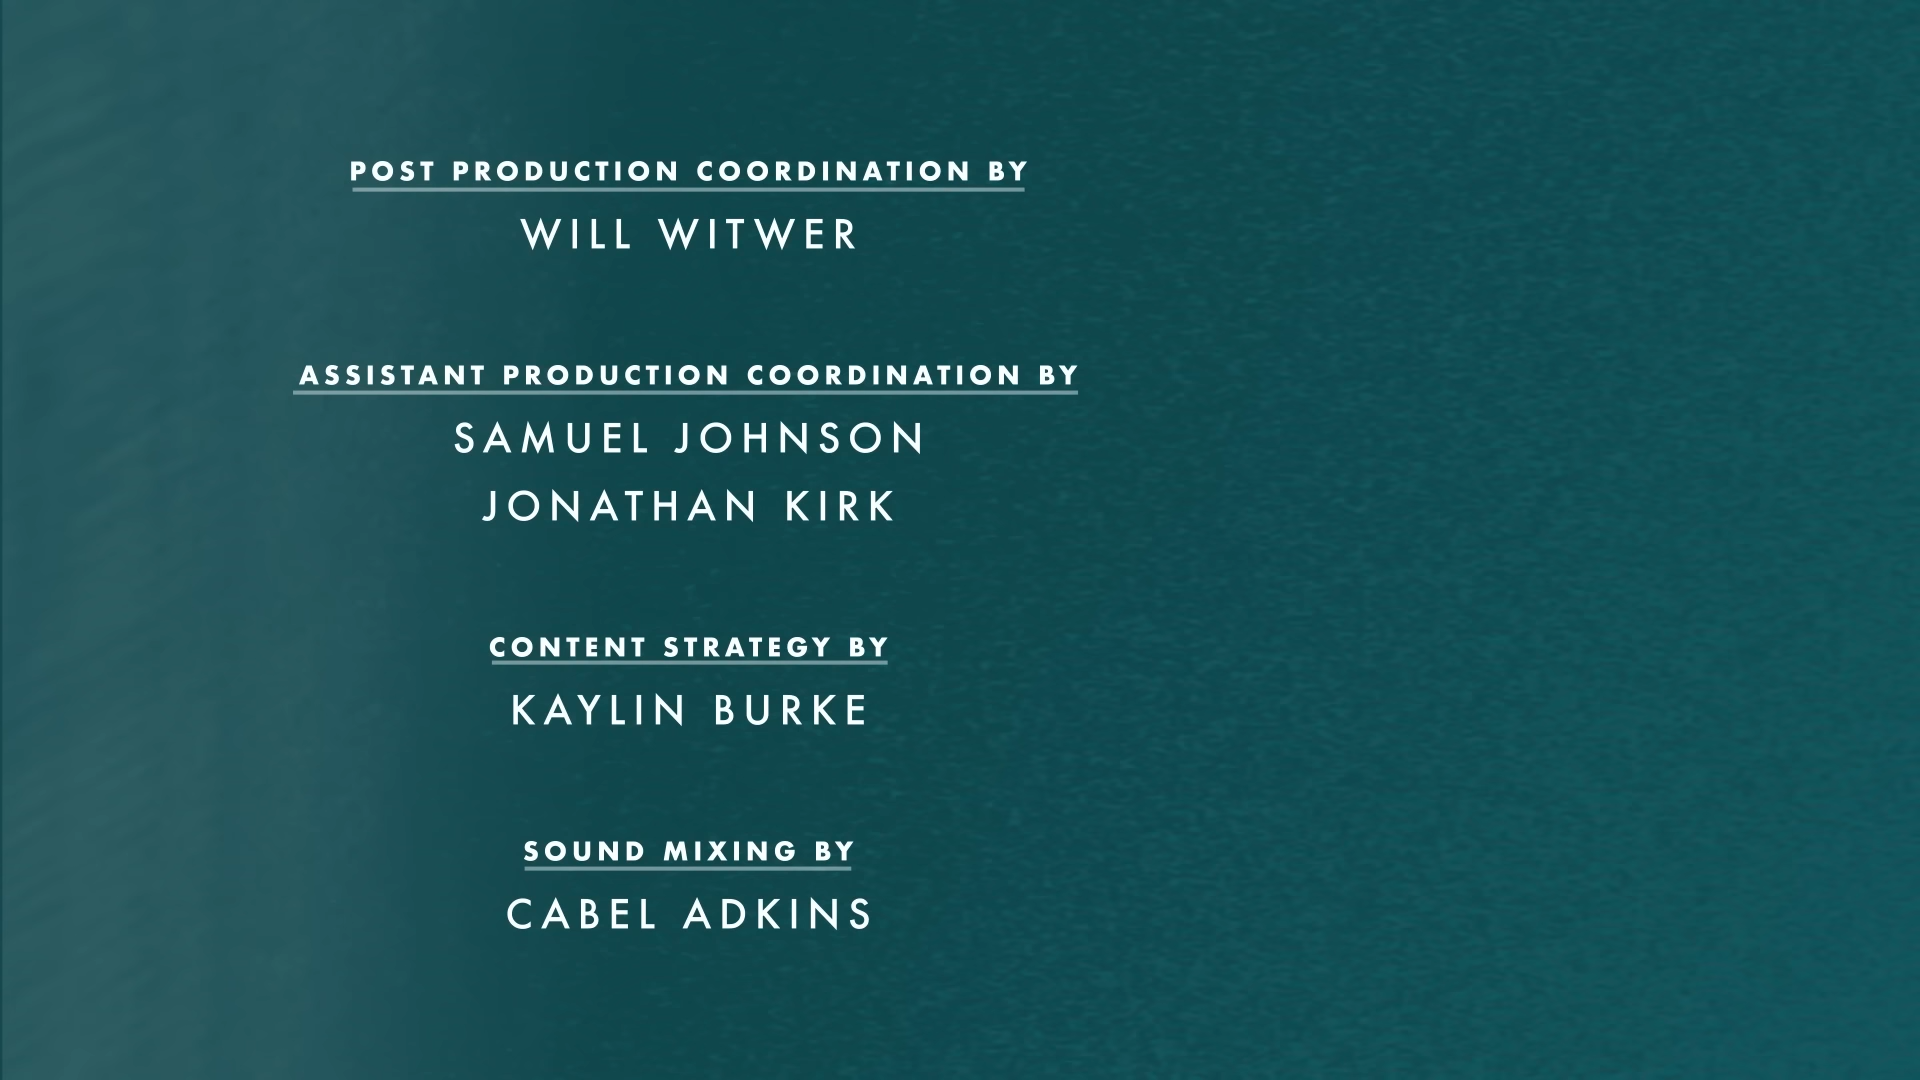 POST PRODUCTION COORDINATION BY
WILL WITWER
ASSISTANT PRODUCTION COORDINATION BY
SAMUEL JOHNSON
JONATHAN KIRK
CONTENT STRATEGY BY
KAYLIN BURKE
SOUND MIXING BY
CABEL ADKINS